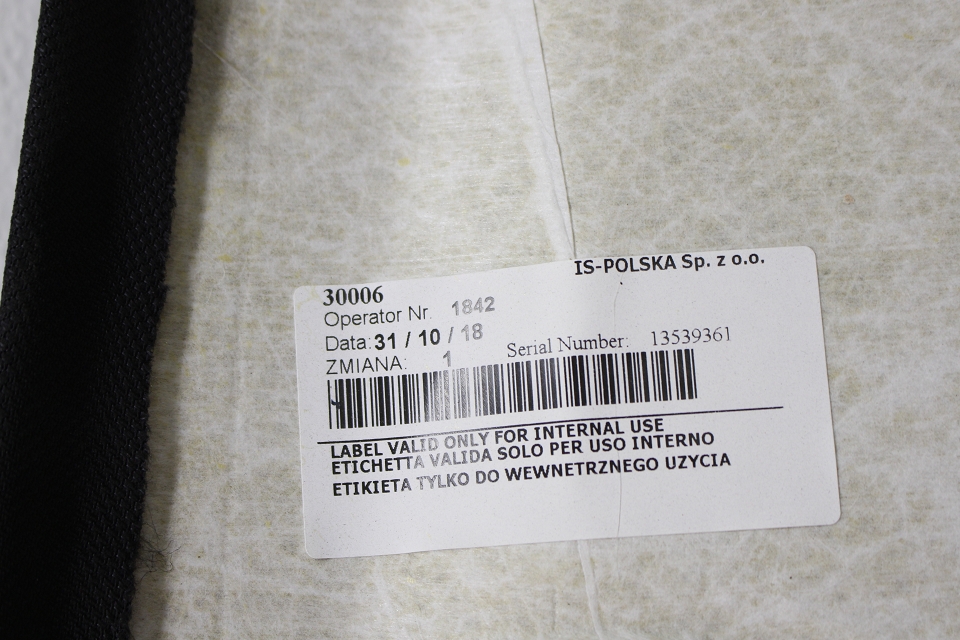 IS-POLSKA Sp. z o.o.
30006
Operator Nr. 1842
Data: 31 / 10 / 18
ZMIANA: 1 Serial Number: 13539361
LABEL VALID ONLY FOR INTERNAL USE
ETICHETTA VALIDA SOLO PER USO INTERNO
ETIKIETA TYLKO DO WEWNETRZNEGO UZYCIA